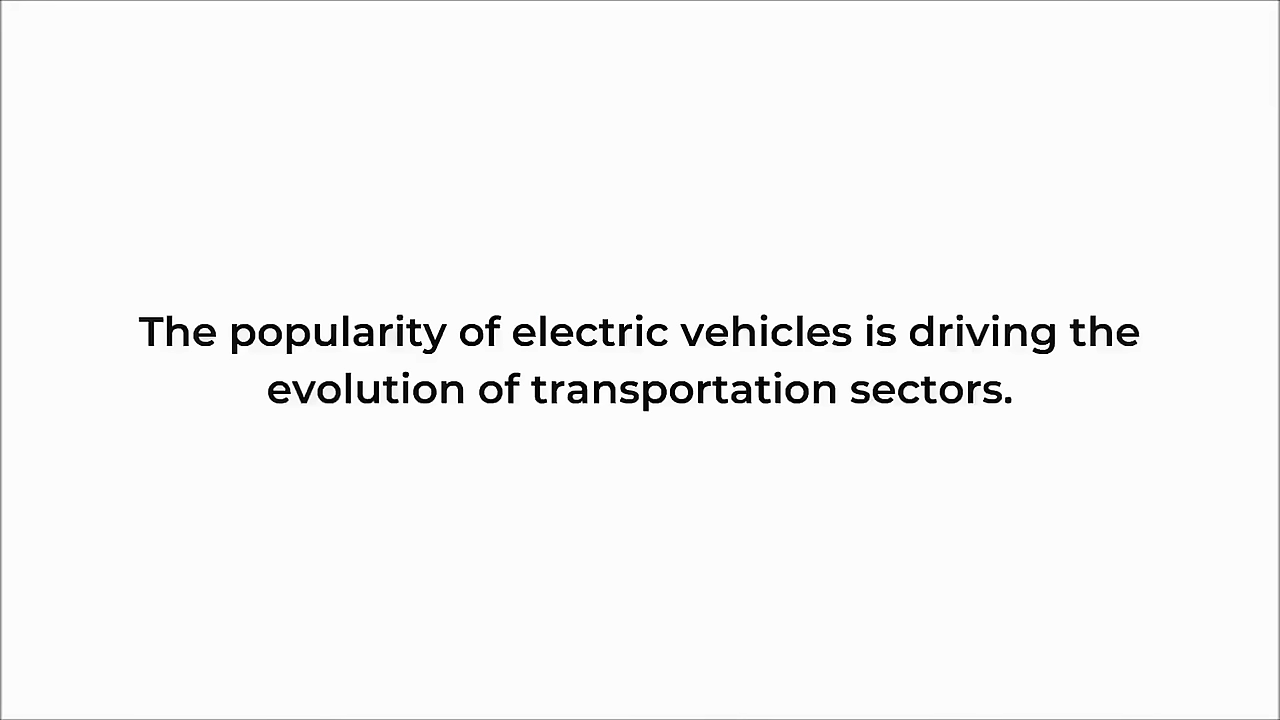 The popularity of electric vehicles is driving the
evolution of transportation sectors.